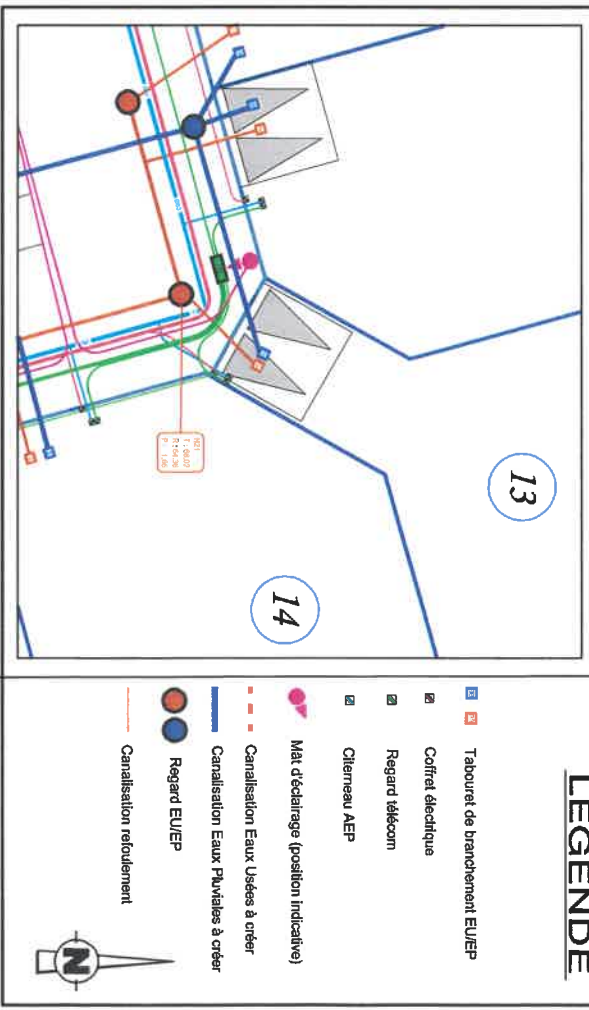 LEGENDE
Tabouret de branchement EU/EP
Coffret électrique
Regard télécom
Citerneau AEP
Mât d'éclairage (position indicative)
Canalisation Eaux Usées à créer
Canalisation Eaux Pluviales à créer
Regard EU/EP
Canalisation refoulement
N
13
14